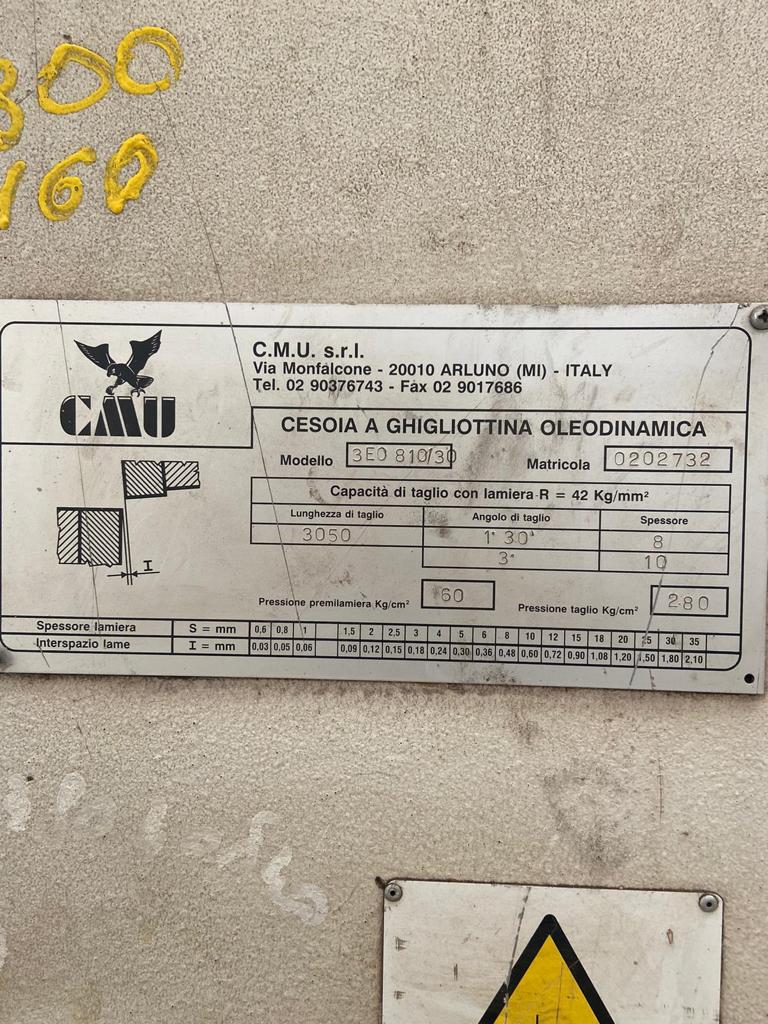 300
160
CMU
C.M.U. s.r.l.
Via Monfalcone - 20010 ARLUNO (MI) - ITALY
Tel. 02 90376743 - Fax 02 9017686
CESOIA A GHIGLIOTTINA OLEODINAMICA
Modello 3EO 810/30 Matricola 0202732
Capacità di taglio con lamiera R = 42 Kg/mm²
Lunghezza di taglio Angolo di taglio Spessore
3050 1° 30' 8
3° 10
I
Pressione premilamiera Kg/cm² 60 Pressione taglio Kg/cm² 280
Spessore lamiera S = mm 0,6 0,8 1 1,5 2 2,5 3 4 5 6 8 10 12 15 18 20 25 30 35
Interspazio lame I = mm 0,03 0,05 0,06 0,09 0,12 0,15 0,18 0,24 0,30 0,36 0,48 0,60 0,72 0,90 1,08 1,20 1,50 1,80 2,10